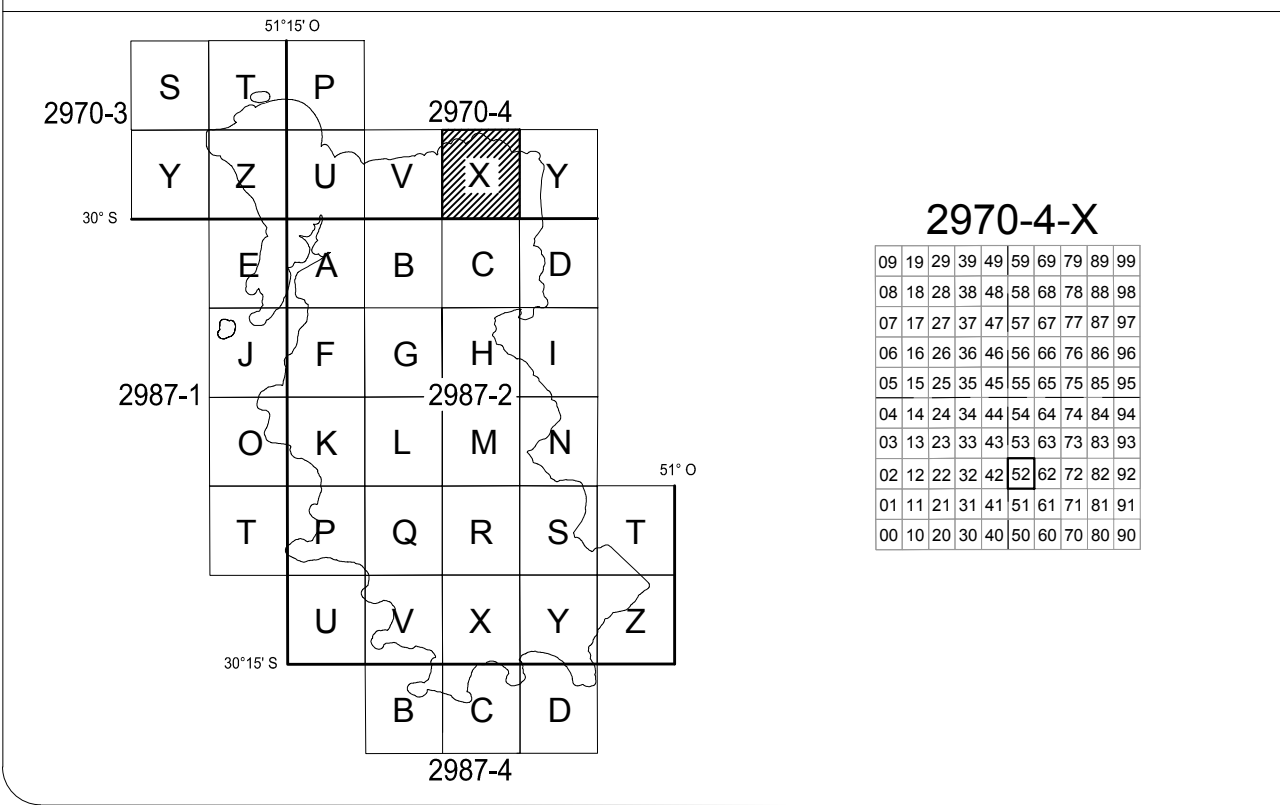 51°15' O
S T P
2970-3
2970-4
Y Z U V X Y
30° S
E A B C D
J F G H I
2987-1
2987-2
O K L M N
51° O
T P Q R S T
U V X Y Z
30°15' S
B C D
2987-4
2970-4-X
09 19 29 39 49 59 69 79 89 99
08 18 28 38 48 58 68 78 88 98
07 17 27 37 47 57 67 77 87 97
06 16 26 36 46 56 66 76 86 96
05 15 25 35 45 55 65 75 85 95
04 14 24 34 44 54 64 74 84 94
03 13 23 33 43 53 63 73 83 93
02 12 22 32 42 52 62 72 82 92
01 11 21 31 41 51 61 71 81 91
00 10 20 30 40 50 60 70 80 90